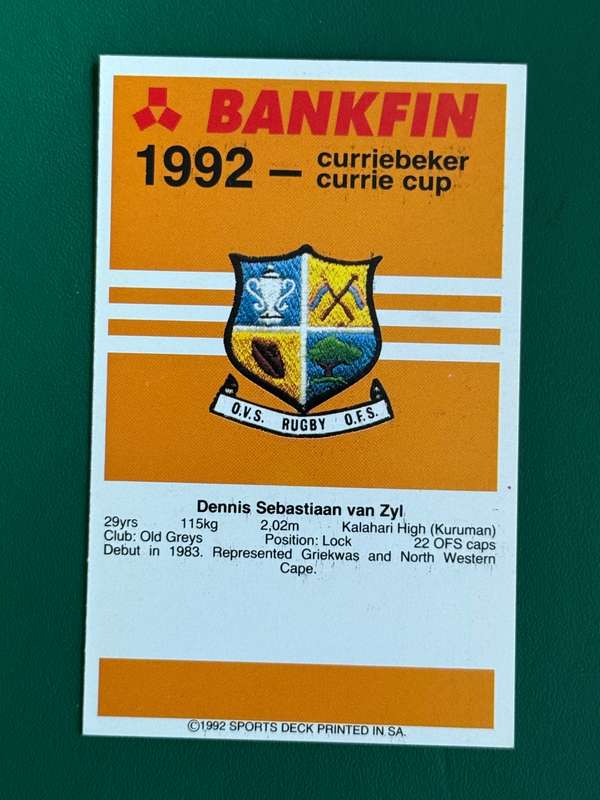 BANKFIN
1992 – curriebeker
currie cup
O.V.S. RUGBY O.F.S.
Dennis Sebastiaan van Zyl
29yrs 115kg 2,02m Kalahari High (Kuruman)
Club: Old Greys Position: Lock 22 OFS caps
Debut in 1983. Represented Griekwas and North Western
Cape.
©1992 SPORTS DECK PRINTED IN SA.